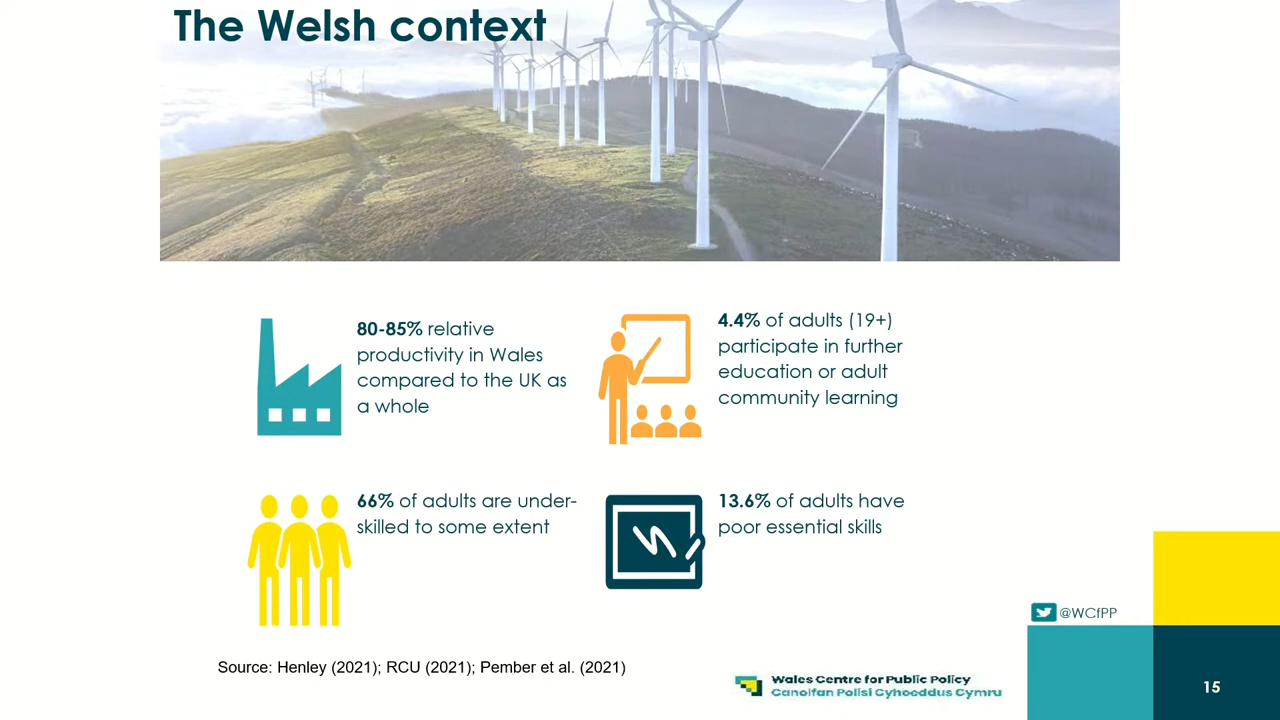 The Welsh context
80-85% relative
productivity in Wales
compared to the UK as
a whole
4.4% of adults (19+)
participate in further
education or adult
community learning
66% of adults are under-
skilled to some extent
13.6% of adults have
poor essential skills
@WCfPP
Source: Henley (2021); RCU (2021); Pember et al. (2021)
Wales Centre for Public Policy
Canolfan Polisi Cyhoeddus Cymru
15